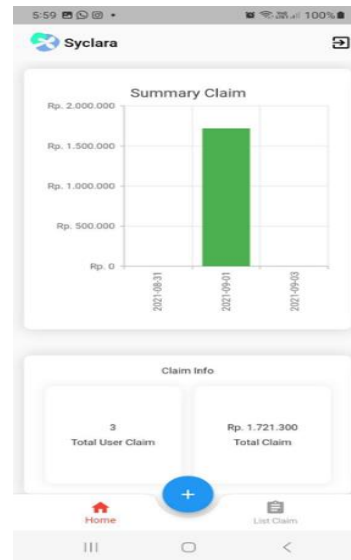 5:59
100%
Syclara
Summary Claim
Rp. 2.000.000
Rp. 1.500.000
Rp. 1.000.000
Rp. 500.000
Rp. 0
2021-08-31
2021-09-01
2021-09-03
Claim Info
3
Total User Claim
Rp. 1.721.300
Total Claim
+
Home
List Claim